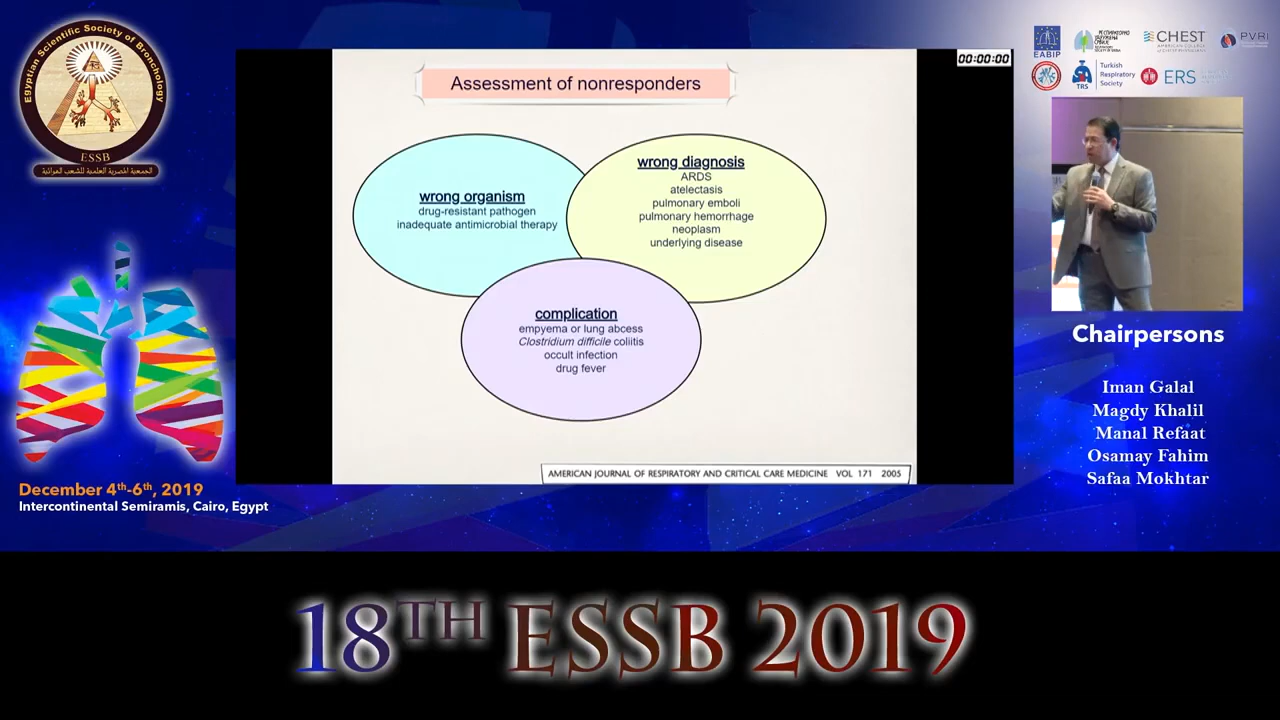 Egyptian Scientific Society of Bronchology
ESSB
الجمعية المصرية العلمية للشعب الهوائية
December 4th-6th, 2019
Intercontinental Semiramis, Cairo, Egypt
00:00:00
Assessment of nonresponders
wrong organism
drug-resistant pathogen
inadequate antimicrobial therapy
wrong diagnosis
ARDS
atelectasis
pulmonary emboli
pulmonary hemorrhage
neoplasm
underlying disease
complication
empyema or lung abcess
Clostridium difficile coliitis
occult infection
drug fever
AMERICAN JOURNAL OF RESPIRATORY AND CRITICAL CARE MEDICINE VOL 171 2005
EABIP
CHEST
PVRI
TRS
Turkish
Respiratory
Society
ERS
Chairpersons
Iman Galal
Magdy Khalil
Manal Refaat
Osamay Fahim
Safaa Mokhtar
18TH ESSB 2019